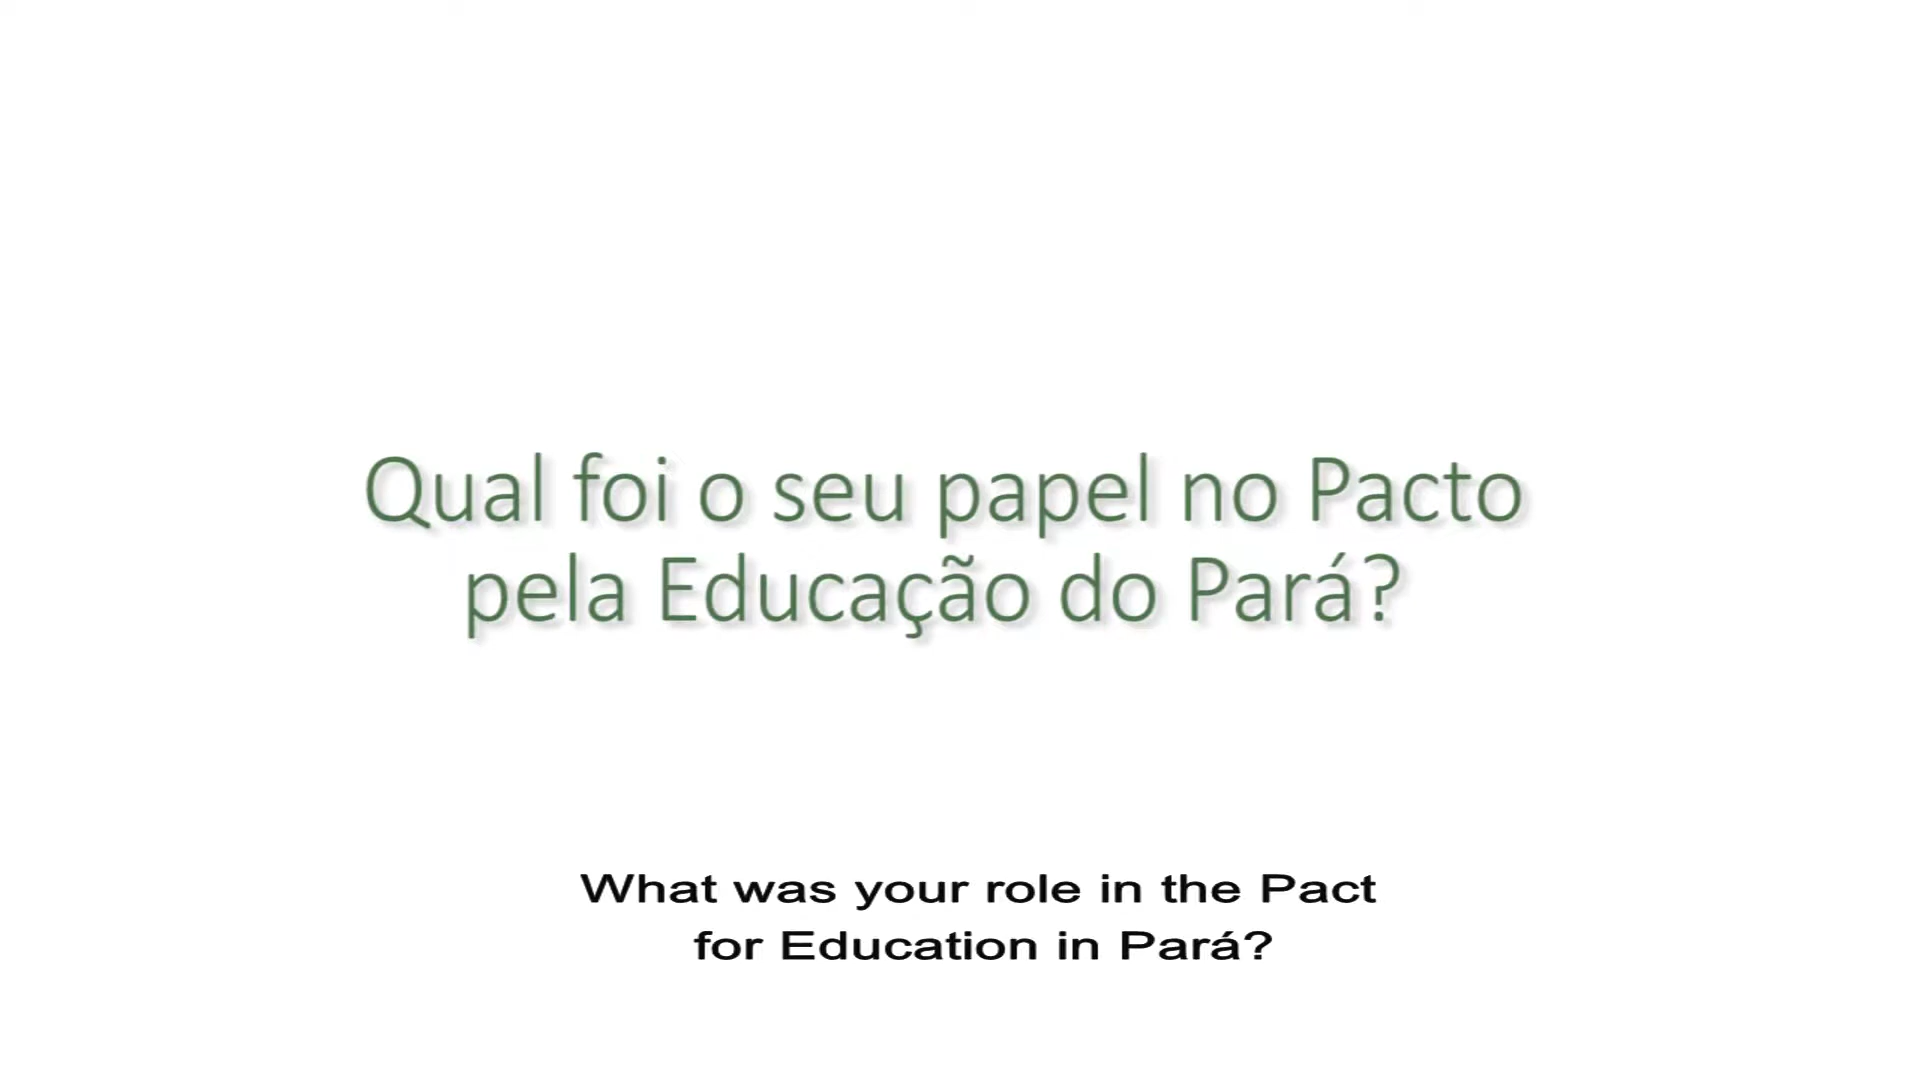 Qual foi o seu papel no Pacto
pela Educação do Pará?
What was your role in the Pact
for Education in Pará?